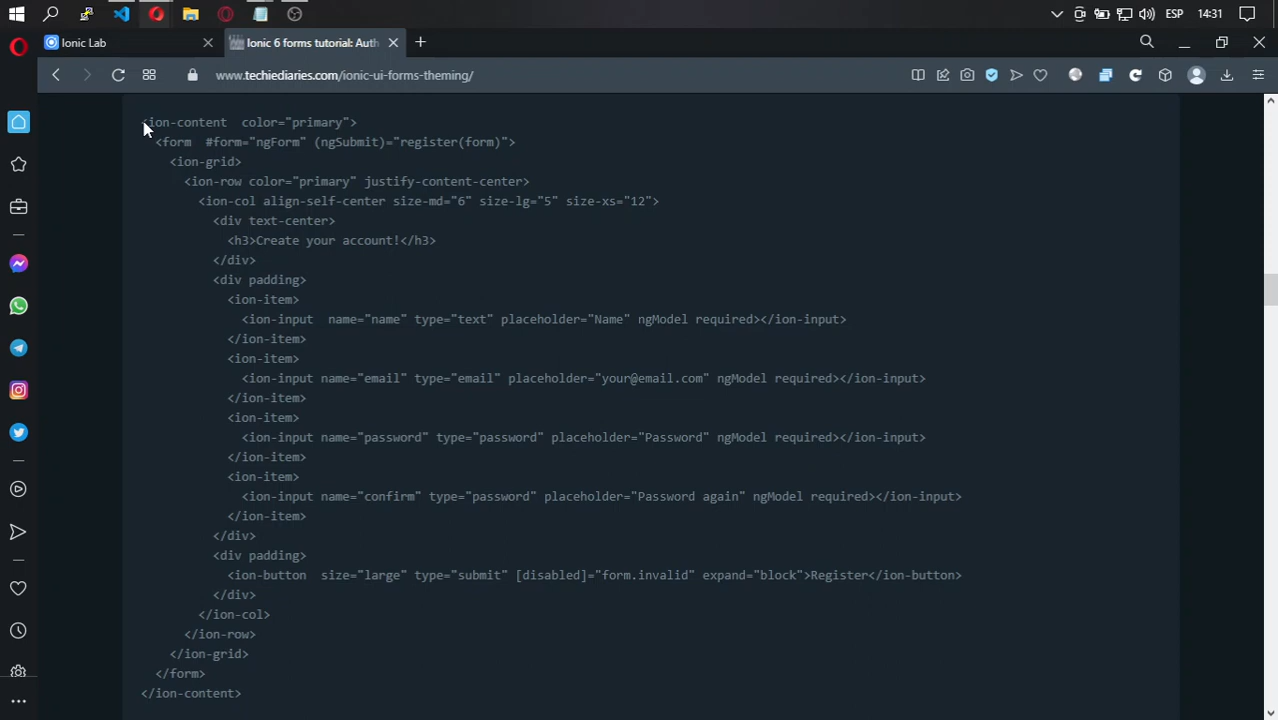 ESP 14:31
Ionic Lab
Ionic 6 forms tutorial: Auth
www.techiediaries.com/ionic-ui-forms-theming/
<ion-content  color="primary">
  <form  #form="ngForm" (ngSubmit)="register(form)">
    <ion-grid>
      <ion-row color="primary" justify-content-center>
        <ion-col align-self-center size-md="6" size-lg="5" size-xs="12">
          <div text-center>
            <h3>Create your account!</h3>
          </div>
          <div padding>
            <ion-item>
              <ion-input  name="name" type="text" placeholder="Name" ngModel required></ion-input>
            </ion-item>
            <ion-item>
              <ion-input name="email" type="email" placeholder="your@email.com" ngModel required></ion-input>
            </ion-item>
            <ion-item>
              <ion-input name="password" type="password" placeholder="Password" ngModel required></ion-input>
            </ion-item>
            <ion-item>
              <ion-input name="confirm" type="password" placeholder="Password again" ngModel required></ion-input>
            </ion-item>
          </div>
          <div padding>
            <ion-button  size="large" type="submit" [disabled]="form.invalid" expand="block">Register</ion-button>
          </div>
        </ion-col>
      </ion-row>
    </ion-grid>
  </form>
</ion-content>